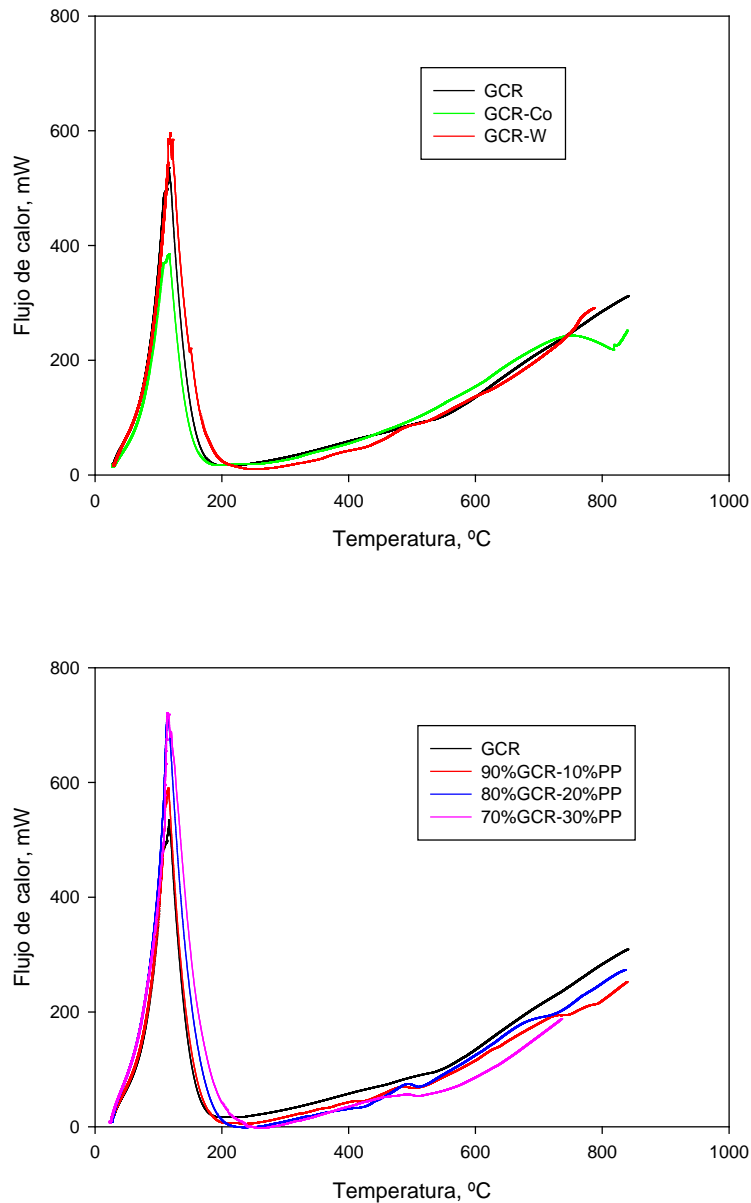 800
600
400
200
0
Flujo de calor, mW
GCR
GCR-Co
GCR-W
0 200 400 600 800 1000
Temperatura, ºC
800
600
400
200
0
Flujo de calor, mW
GCR
90%GCR-10%PP
80%GCR-20%PP
70%GCR-30%PP
0 200 400 600 800 1000
Temperatura, ºC